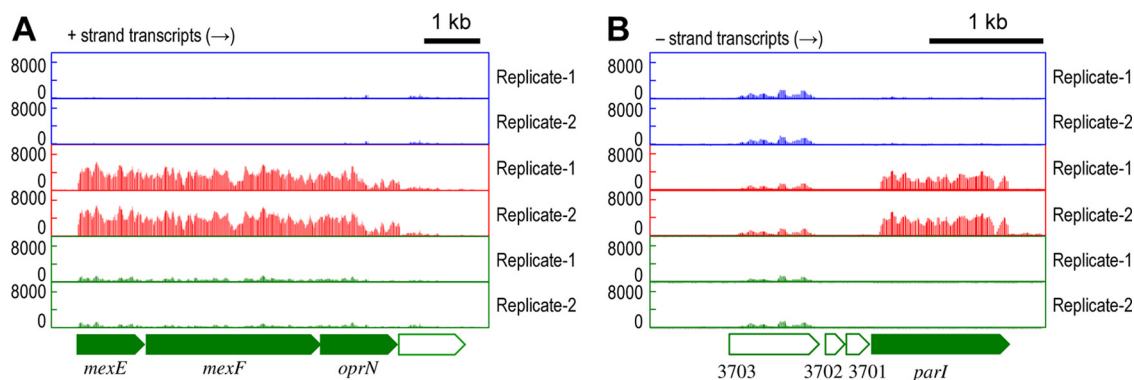 A
+ strand transcripts (→)
1 kb
8000
0
Replicate-1
8000
0
Replicate-2
8000
0
Replicate-1
8000
0
Replicate-2
8000
0
Replicate-1
8000
0
Replicate-2
mexE
mexF
oprN
B
– strand transcripts (→)
1 kb
8000
0
Replicate-1
8000
0
Replicate-2
8000
0
Replicate-1
8000
0
Replicate-2
8000
0
Replicate-1
8000
0
Replicate-2
3703
3702
3701
parI